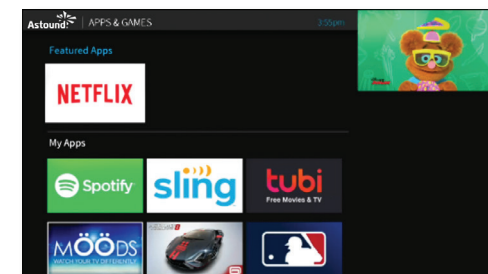 Astound: APPS & GAMES 3:55pm
Featured Apps
NETFLIX
My Apps
Spotify sling tubi
Free Movies & TV
MÖÖDS
WATCH YOUR TV DIFFERENTLY